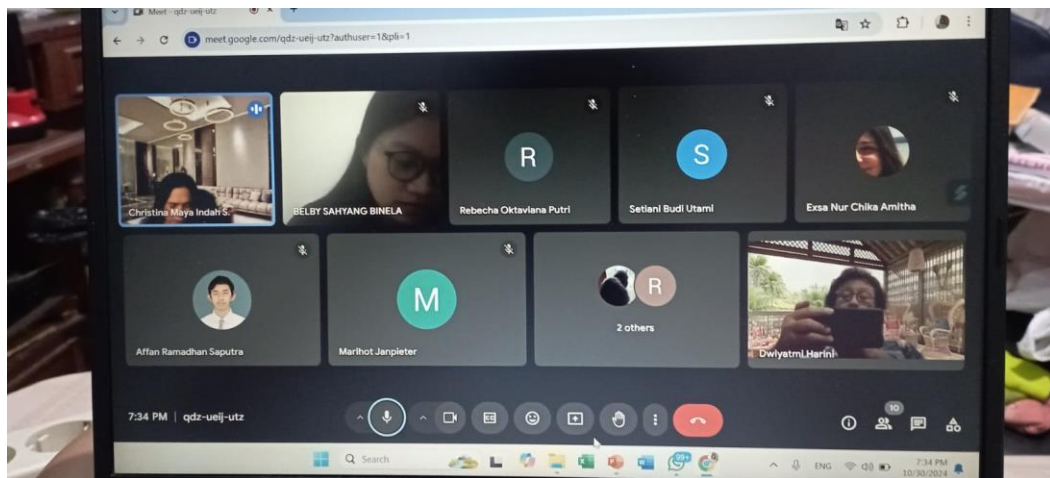 Meet - qdz-ueij-utz
meet.google.com/qdz-ueij-utz?authuser=1&pli=1
Christina Maya Indah S.
BELBY SAHYANG BINELA
R
Rebecha Oktaviana Putri
S
Setiani Budi Utami
Exsa Nur Chika Amitha
Affan Ramadhan Saputra
M
Marihot Janpieter
R
2 others
Dwiyatmi Harini
7:34 PM | qdz-ueij-utz
CC
10
Search
99+
ENG
7:34 PM
10/30/2024